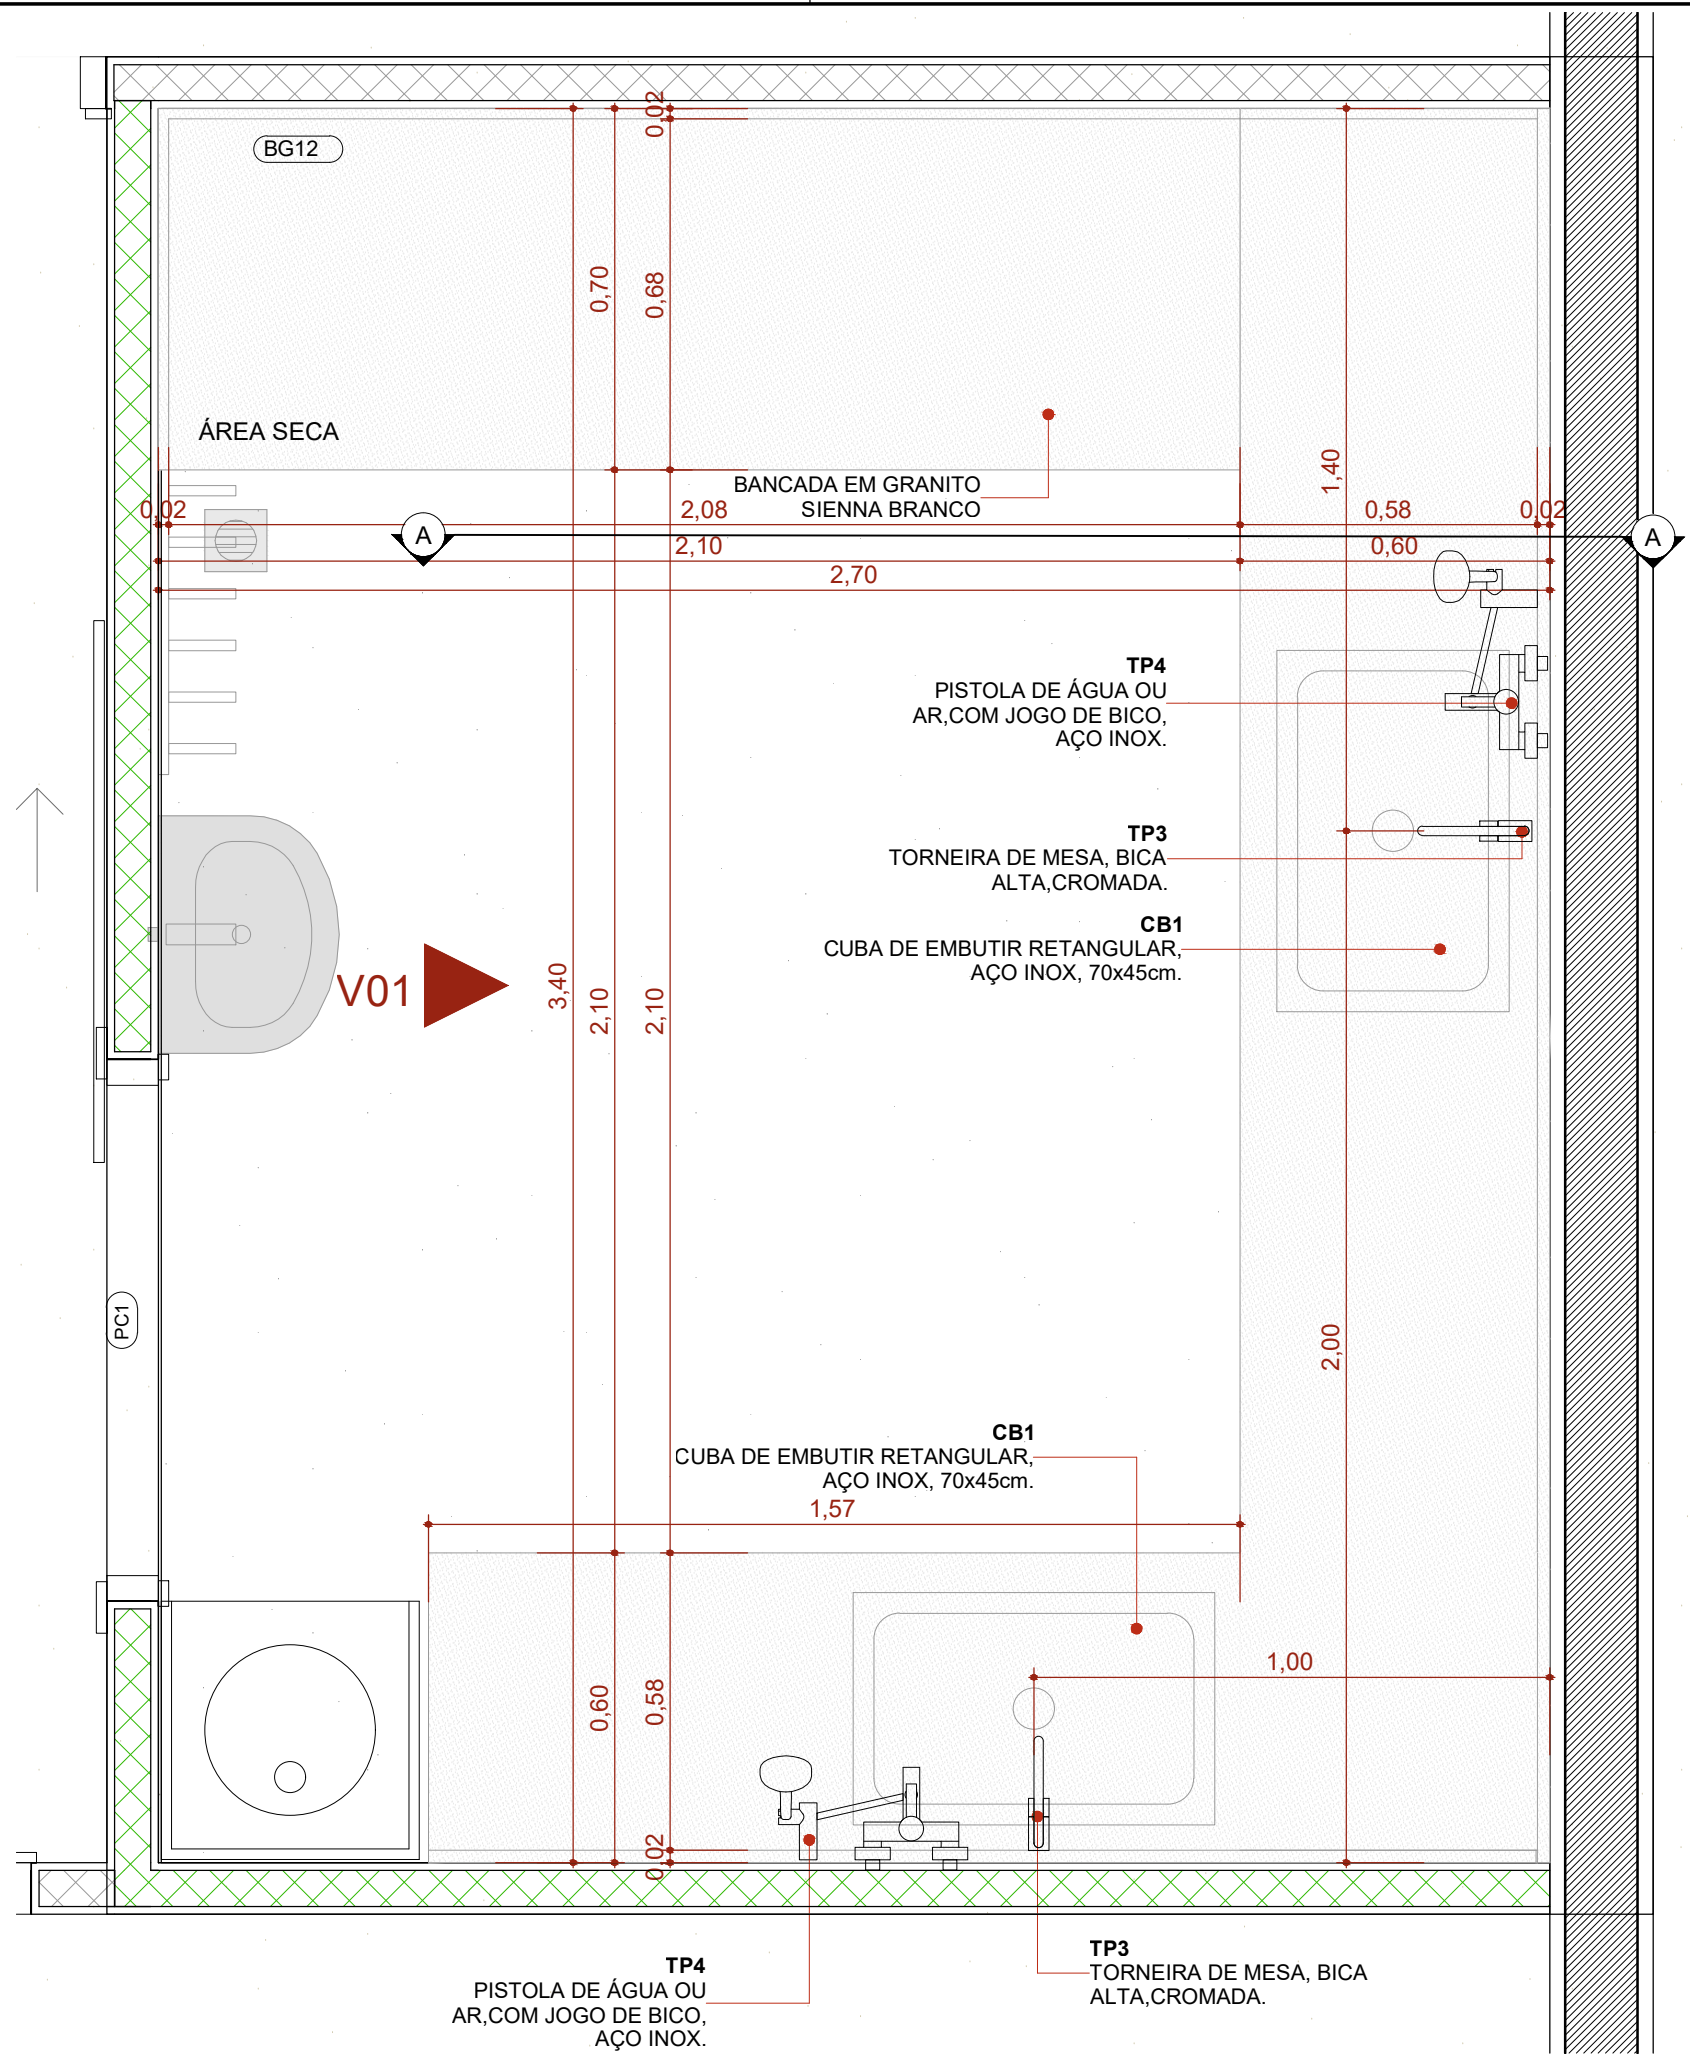 0,02
BG12
0,70
0,68
ÁREA SECA
1,40
BANCADA EM GRANITO
SIENNA BRANCO
0,02
2,08
0,58
0,02
A
2,10
0,60
A
2,70
TP4
PISTOLA DE ÁGUA OU
AR,COM JOGO DE BICO,
AÇO INOX.
TP3
TORNEIRA DE MESA, BICA
ALTA,CROMADA.
CB1
CUBA DE EMBUTIR RETANGULAR,
AÇO INOX, 70x45cm.
V01
3,40
2,10
2,10
PC1
2,00
CB1
CUBA DE EMBUTIR RETANGULAR,
AÇO INOX, 70x45cm.
1,57
1,00
0,60
0,58
0,02
TP4
PISTOLA DE ÁGUA OU
AR,COM JOGO DE BICO,
AÇO INOX.
TP3
TORNEIRA DE MESA, BICA
ALTA,CROMADA.